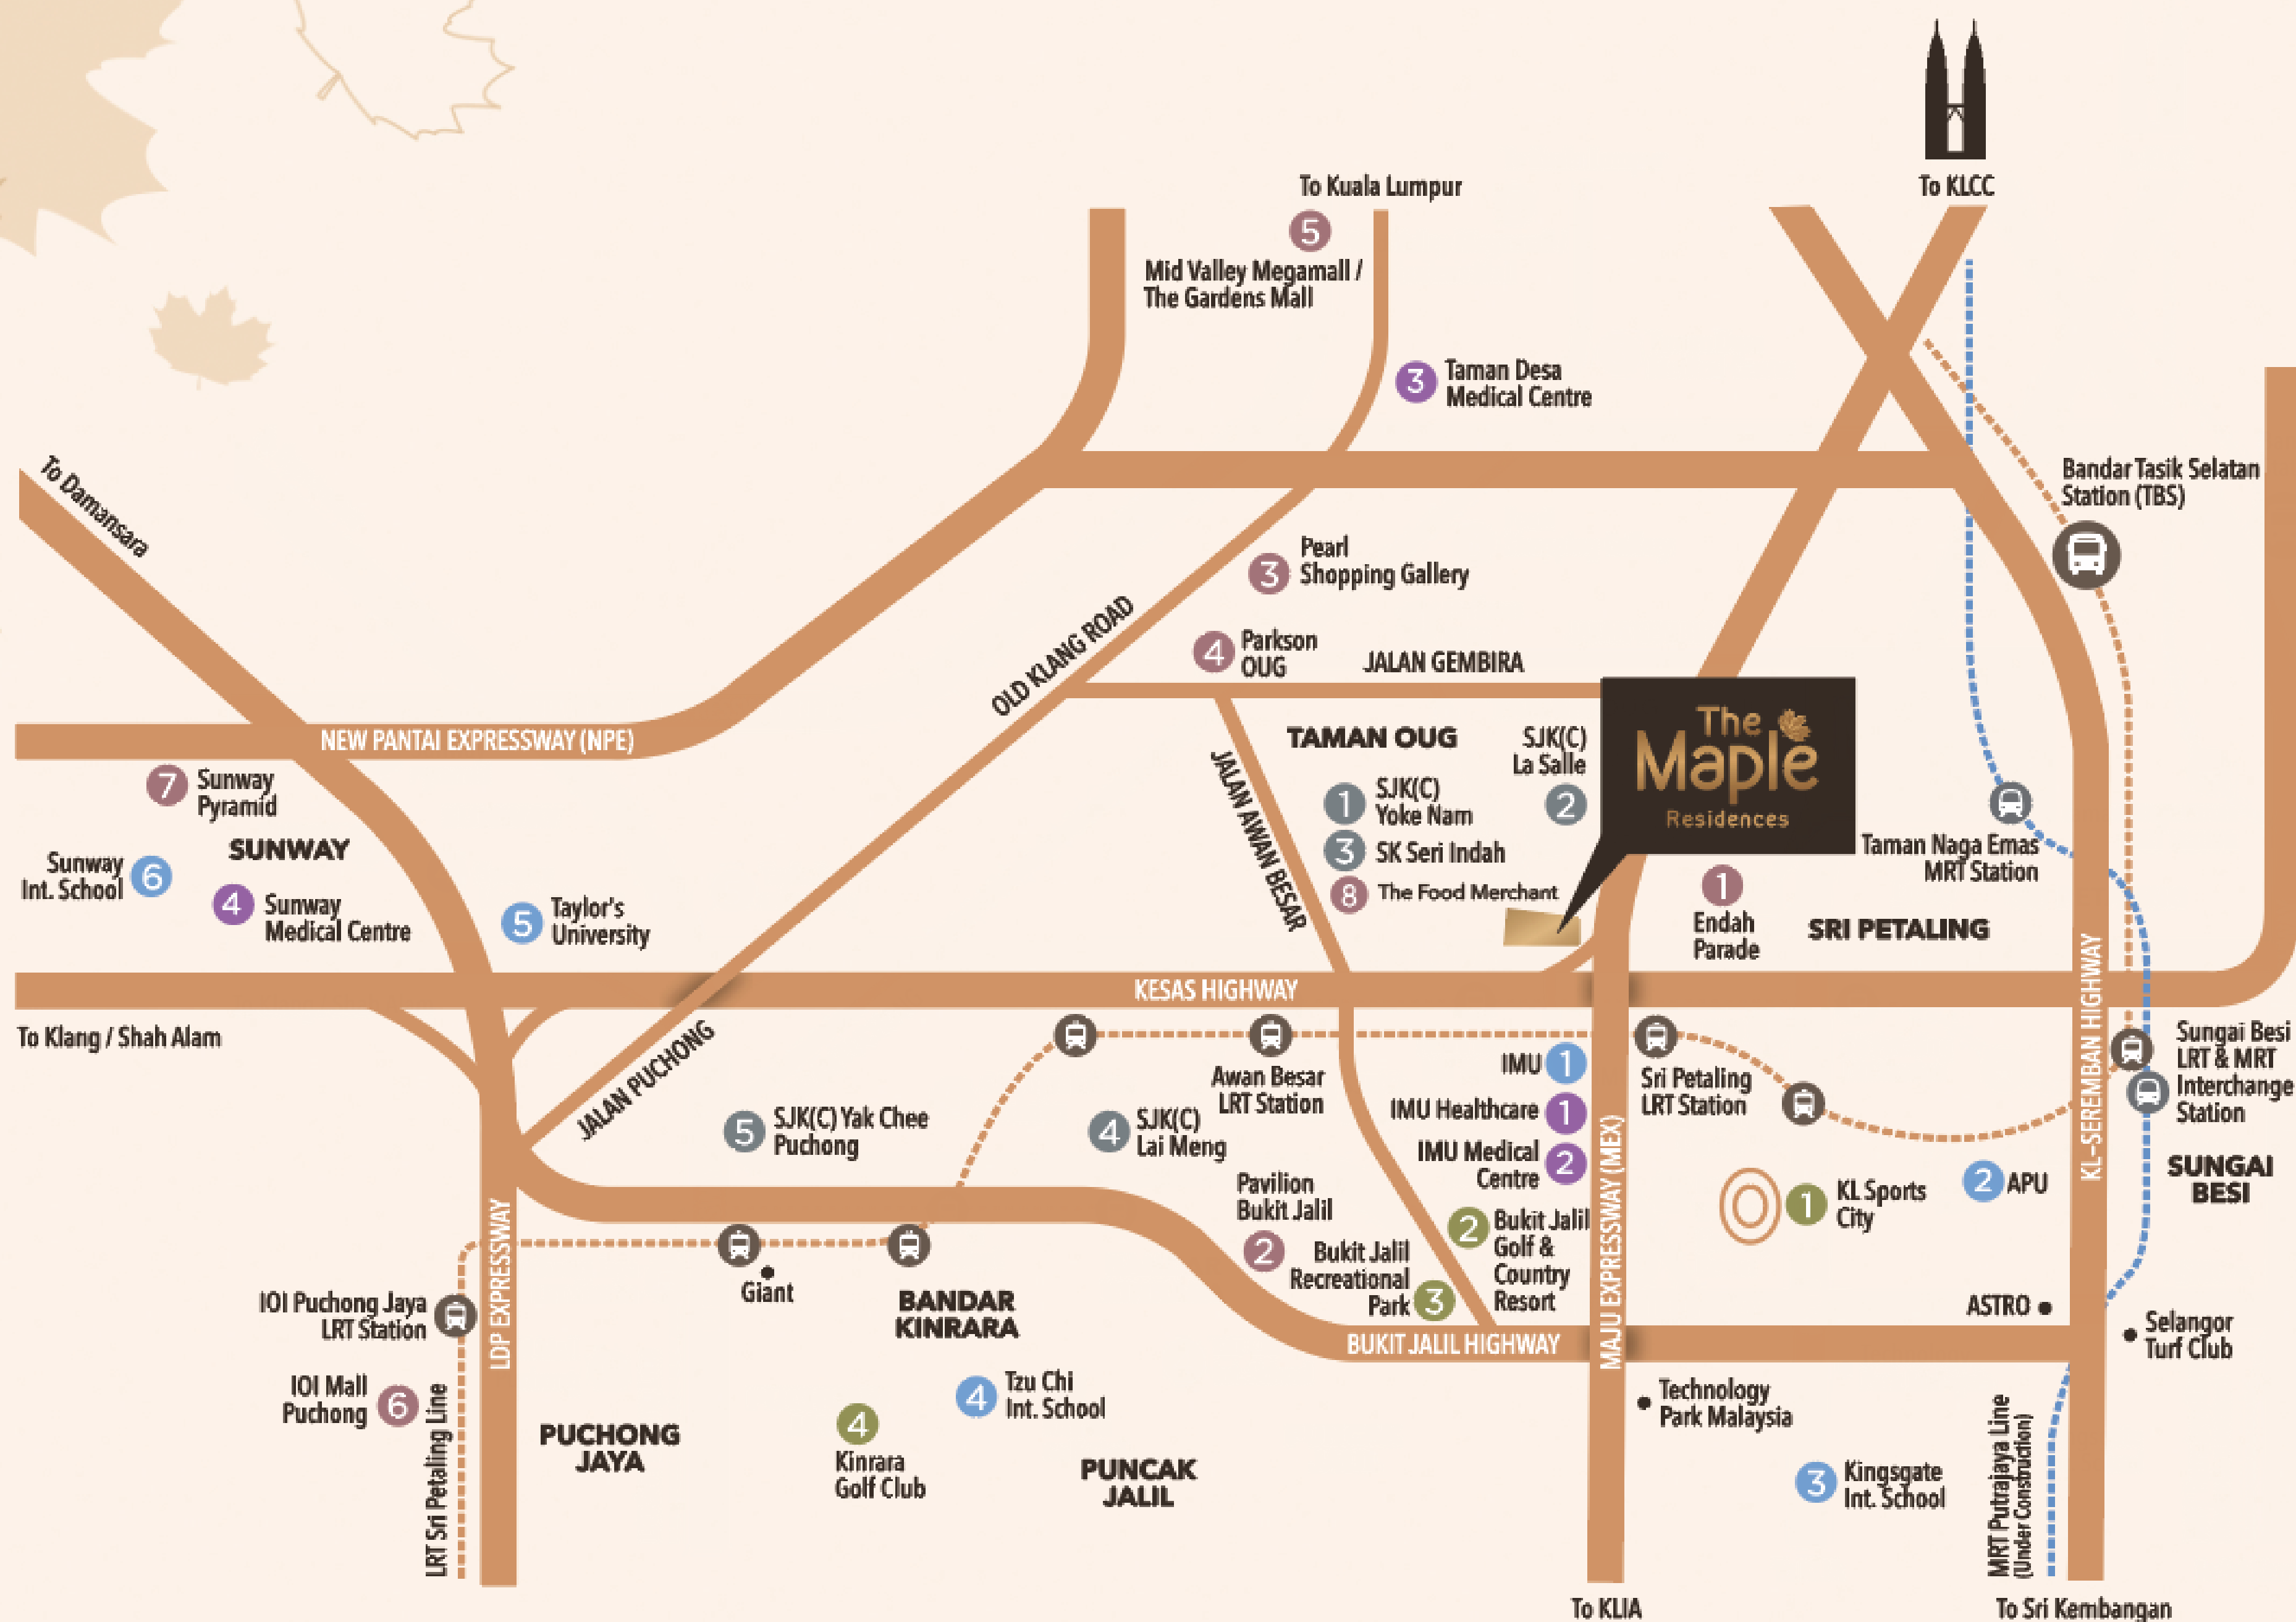 To KLCC
To Kuala Lumpur
5
Mid Valley Megamall /
The Gardens Mall
3
Taman Desa
Medical Centre
To Damansara
Bandar Tasik Selatan
Station (TBS)
3
Pearl
Shopping Gallery
OLD KLANG ROAD
4
Parkson
OUG
JALAN GEMBIRA
The
Maple
Residences
NEW PANTAI EXPRESSWAY (NPE)
TAMAN OUG
SJK(C)
La Salle
2
JALAN AWAN BESAR
1
SJK(C)
Yoke Nam
3
SK Seri Indah
8
The Food Merchant
7
Sunway
Pyramid
SUNWAY
Sunway
Int. School
6
4
Sunway
Medical Centre
5
Taylor's
University
Taman Naga Emas
MRT Station
1
Endah
Parade
SRI PETALING
KESAS HIGHWAY
KL-SEREMBAN HIGHWAY
To Klang / Shah Alam
JALAN PUCHONG
Awan Besar
LRT Station
IMU
1
IMU Healthcare
1
IMU Medical
Centre
2
Sri Petaling
LRT Station
Sungai Besi
LRT & MRT
Interchange
Station
5
SJK(C) Yak Chee
Puchong
4
SJK(C)
Lai Meng
MAJU EXPRESSWAY (MEX)
1
KL Sports
City
2
APU
SUNGAI
BESI
Pavilion
Bukit Jalil
2
2
Bukit Jalil
Golf &
Country
Resort
Bukit Jalil
Recreational
Park
3
LDP EXPRESSWAY
Giant
BANDAR
KINRARA
IOI Puchong Jaya
LRT Station
BUKIT JALIL HIGHWAY
ASTRO
Selangor
Turf Club
IOI Mall
Puchong
6
LRT Sri Petaling Line
PUCHONG
JAYA
4
Kinrara
Golf Club
4
Tzu Chi
Int. School
PUNCAK
JALIL
Technology
Park Malaysia
3
Kingsgate
Int. School
MRT Putrajaya Line
(Under Construction)
To KLIA
To Sri Kembangan